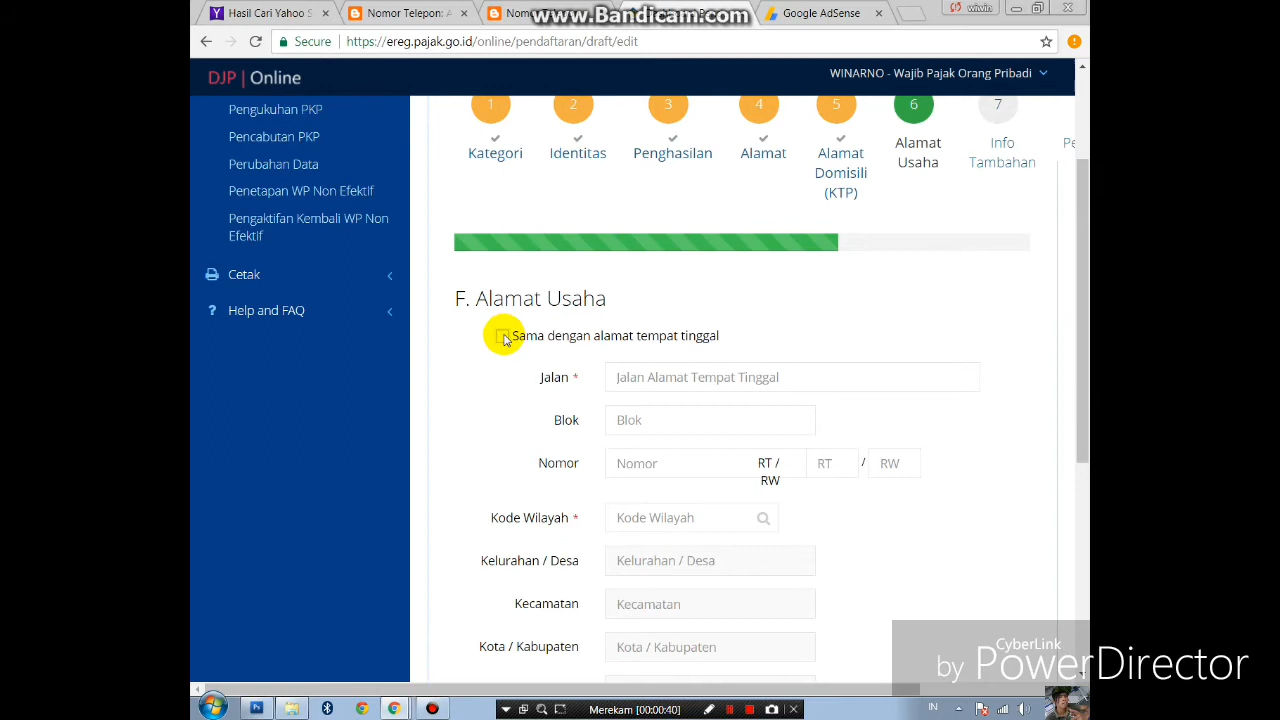 Hasil Cari Yahoo S
Nomor Telepon: A
Google AdSense
winwin
www.Bandicam.com
Secure
https://ereg.pajak.go.id/online/pendaftaran/draft/edit
DJP | Online
WINARNO - Wajib Pajak Orang Pribadi
Pengukuhan PKP
Pencabutan PKP
Perubahan Data
Penetapan WP Non Efektif
Pengaktifan Kembali WP Non
Efektif
Cetak
? Help and FAQ
1 2 3 4 5 6 7
Kategori
Identitas
Penghasilan
Alamat
Alamat
Domisili
(KTP)
Alamat
Usaha
Info
Tambahan
F. Alamat Usaha
Sama dengan alamat tempat tinggal
Jalan * Jalan Alamat Tempat Tinggal
Blok Blok
Nomor Nomor RT / RT / RW
RW
Kode Wilayah * Kode Wilayah
Kelurahan / Desa Kelurahan / Desa
Kecamatan Kecamatan
Kota / Kabupaten Kota / Kabupaten
CyberLink
by PowerDirector
Merekam [00:00:40]
IN